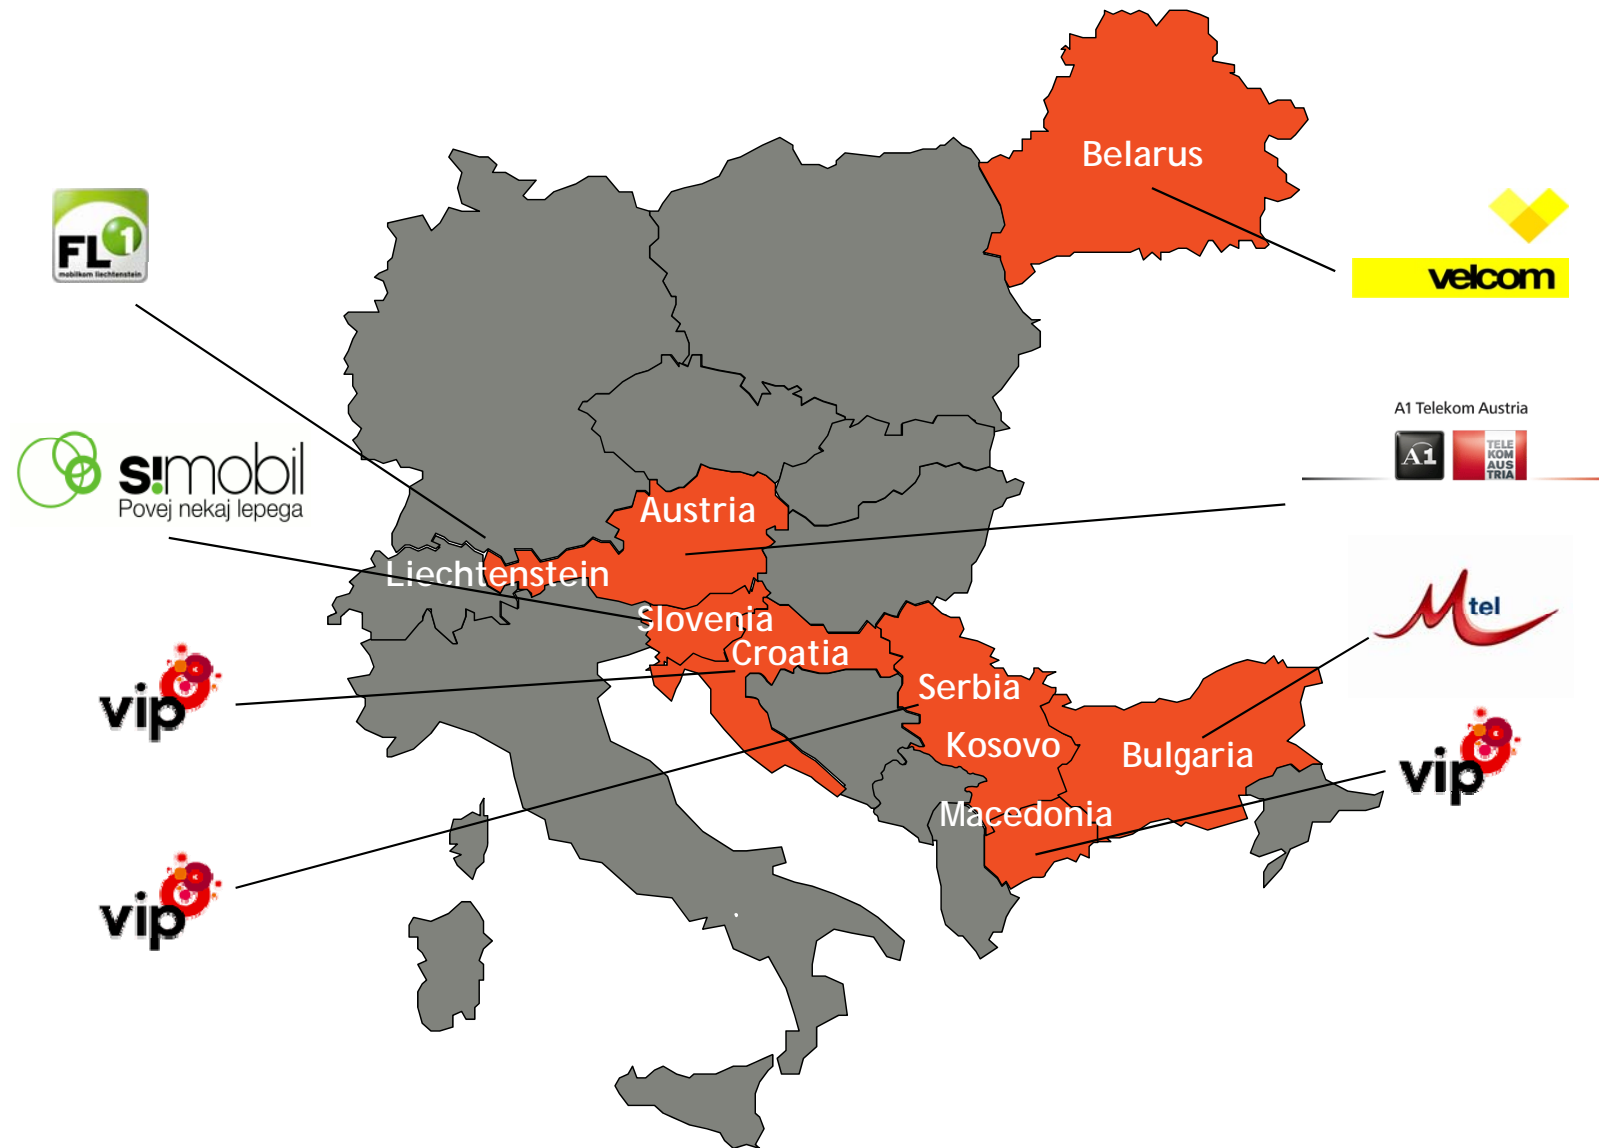 Belarus
FL1
mobilkom liechtenstein
velcom
A1 Telekom Austria
A1
TELE
KOM
AUS
TRIA
s!mobil
Povej nekaj lepega
Austria
Liechtenstein
Mtel
Slovenia
Croatia
vip
Serbia
Kosovo
Bulgaria
vip
Macedonia
vip